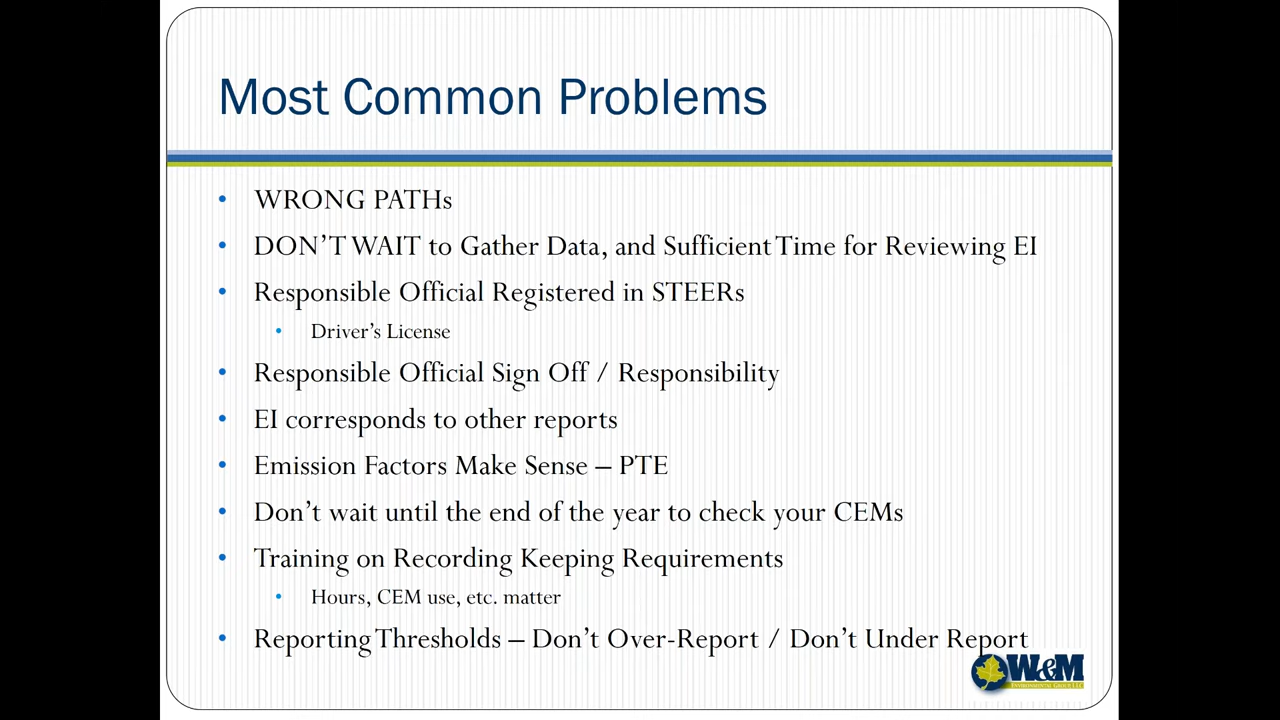 Most Common Problems
• WRONG PATHs
• DON'T WAIT to Gather Data, and Sufficient Time for Reviewing EI
• Responsible Official Registered in STEERs
• Driver's License
• Responsible Official Sign Off / Responsibility
• EI corresponds to other reports
• Emission Factors Make Sense – PTE
• Don't wait until the end of the year to check your CEMs
• Training on Recording Keeping Requirements
• Hours, CEM use, etc. matter
• Reporting Thresholds – Don't Over-Report / Don't Under Report
W&M
Environmental Group LLC